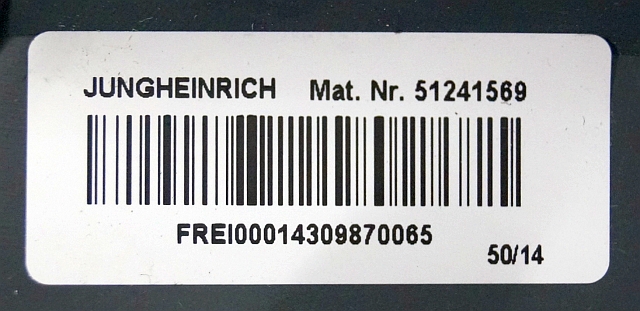 JUNGHEINRICH Mat. Nr. 51241569
FREI00014309870065
50/14